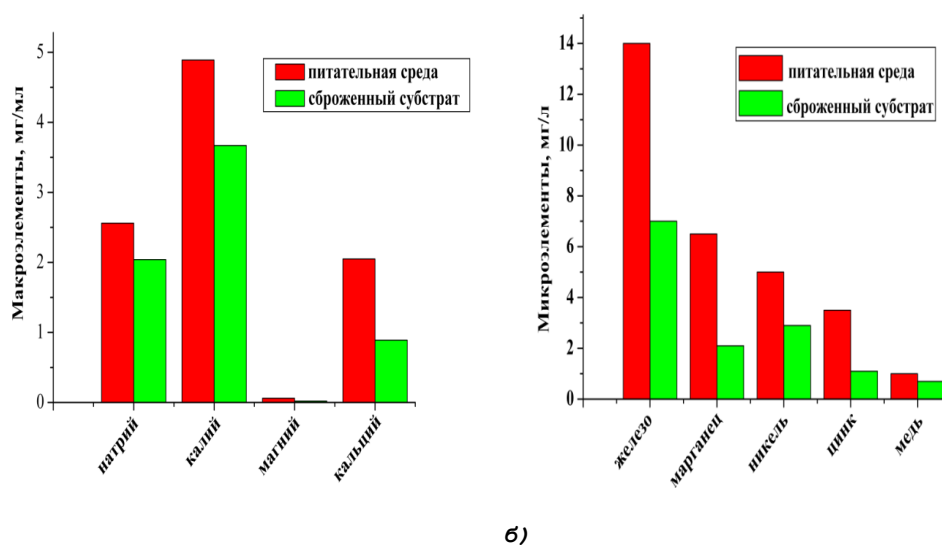 Макроэлементы, мг/мл
5
4
3
2
1
0
питательная среда
сброженный субстрат
натрий
калий
магний
кальций
Микроэлементы, мг/л
14
12
10
8
6
4
2
0
питательная среда
сброженный субстрат
железо
марганец
никель
цинк
медь
б)